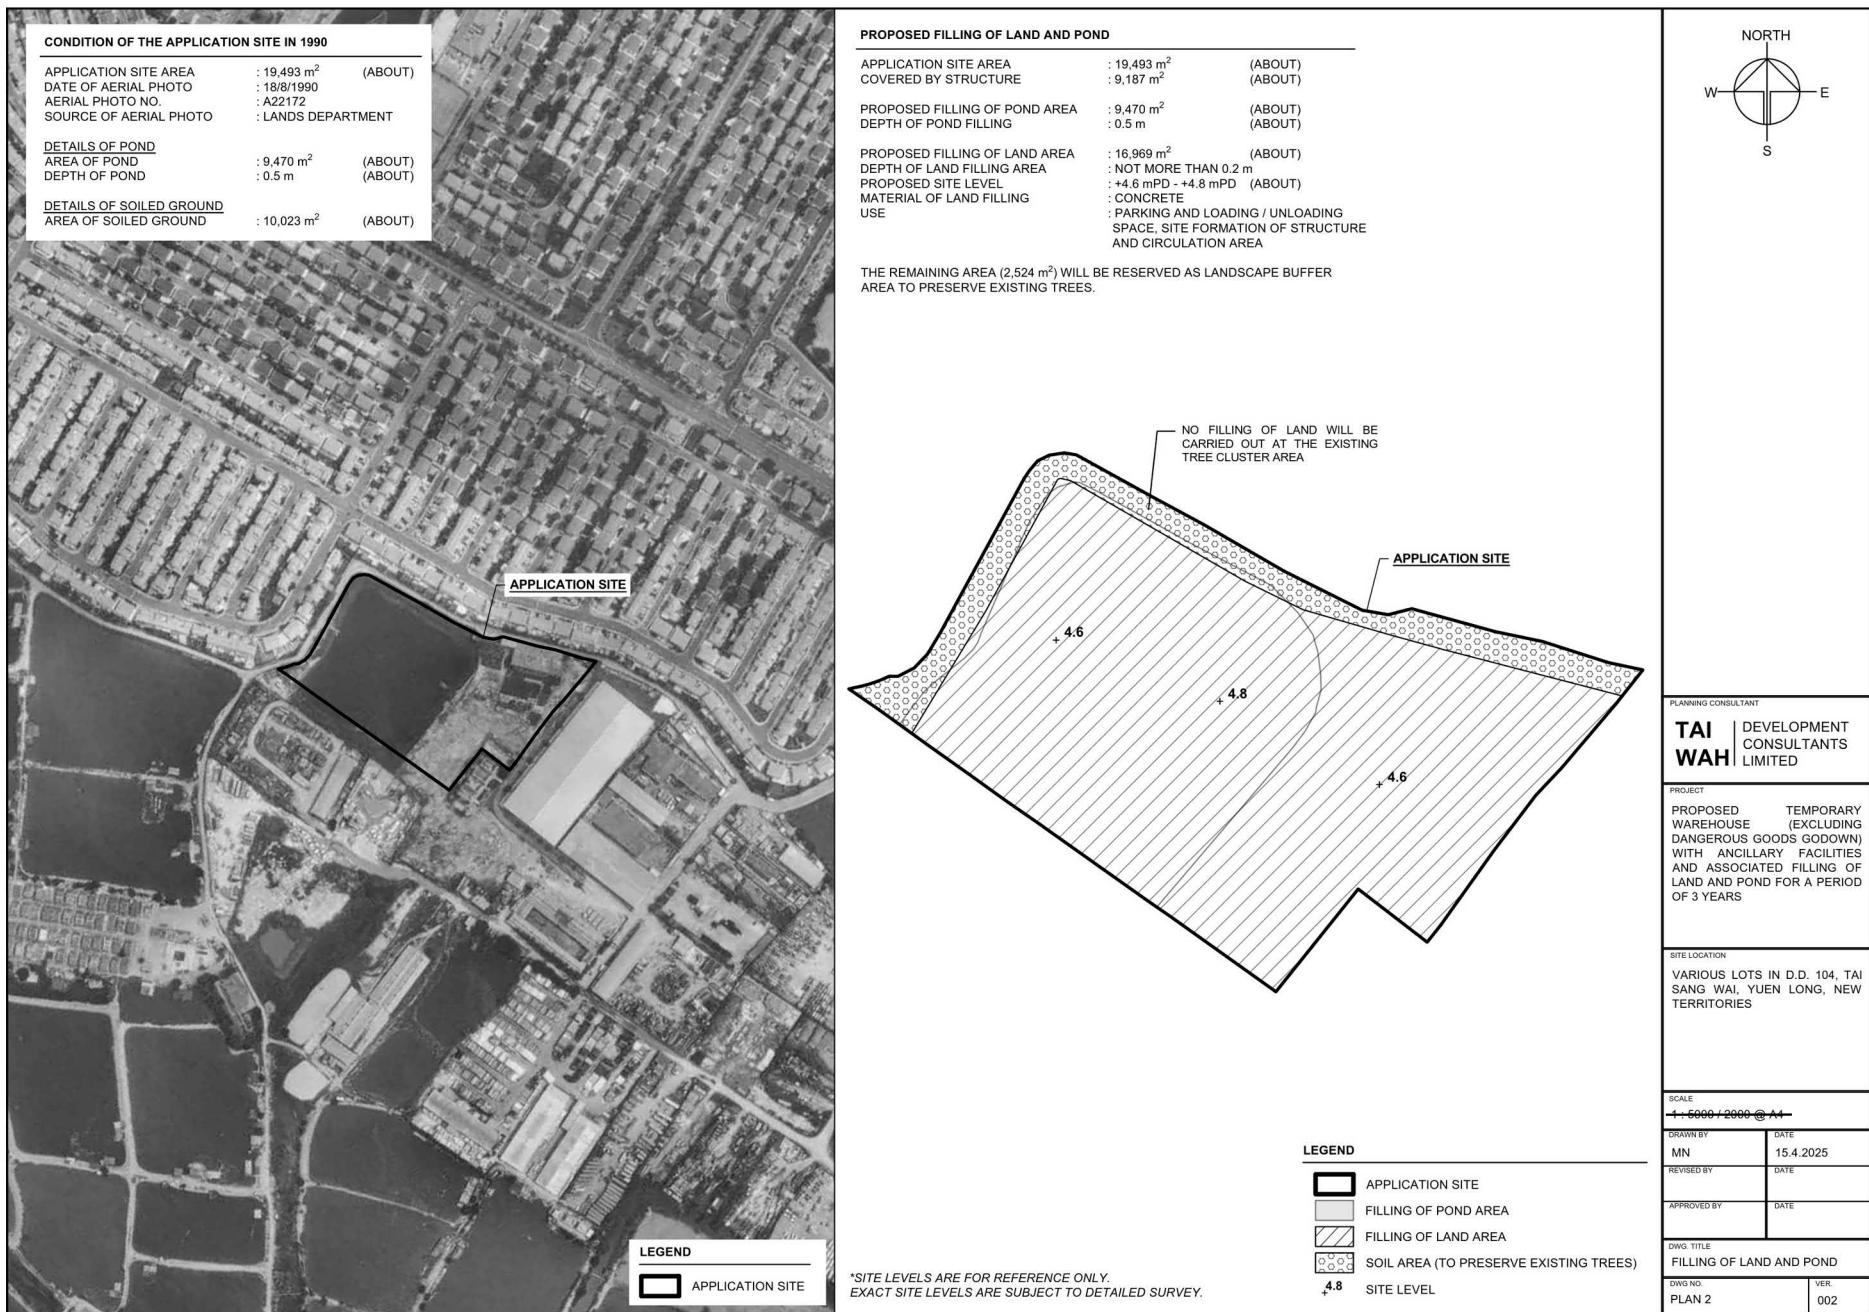 CONDITION OF THE APPLICATION SITE IN 1990
APPLICATION SITE AREA : 19,493 m² (ABOUT)
DATE OF AERIAL PHOTO : 18/8/1990
AERIAL PHOTO NO. : A22172
SOURCE OF AERIAL PHOTO : LANDS DEPARTMENT
DETAILS OF POND
AREA OF POND : 9,470 m² (ABOUT)
DEPTH OF POND : 0.5 m (ABOUT)
DETAILS OF SOILED GROUND
AREA OF SOILED GROUND : 10,023 m² (ABOUT)
APPLICATION SITE
LEGEND
APPLICATION SITE
PROPOSED FILLING OF LAND AND POND
APPLICATION SITE AREA : 19,493 m² (ABOUT)
COVERED BY STRUCTURE : 9,187 m² (ABOUT)
PROPOSED FILLING OF POND AREA : 9,470 m² (ABOUT)
DEPTH OF POND FILLING : 0.5 m (ABOUT)
PROPOSED FILLING OF LAND AREA : 16,969 m² (ABOUT)
DEPTH OF LAND FILLING AREA : NOT MORE THAN 0.2 m
PROPOSED SITE LEVEL : +4.6 mPD - +4.8 mPD (ABOUT)
MATERIAL OF LAND FILLING : CONCRETE
USE : PARKING AND LOADING / UNLOADING
SPACE, SITE FORMATION OF STRUCTURE
AND CIRCULATION AREA
THE REMAINING AREA (2,524 m²) WILL BE RESERVED AS LANDSCAPE BUFFER
AREA TO PRESERVE EXISTING TREES.
NO FILLING OF LAND WILL BE
CARRIED OUT AT THE EXISTING
TREE CLUSTER AREA
APPLICATION SITE
4.6
4.8
4.6
LEGEND
APPLICATION SITE
FILLING OF POND AREA
FILLING OF LAND AREA
SOIL AREA (TO PRESERVE EXISTING TREES)
4.8 SITE LEVEL
*SITE LEVELS ARE FOR REFERENCE ONLY.
EXACT SITE LEVELS ARE SUBJECT TO DETAILED SURVEY.
NORTH
W E
S
PLANNING CONSULTANT
TAI WAH
DEVELOPMENT
CONSULTANTS
LIMITED
PROJECT
PROPOSED TEMPORARY
WAREHOUSE (EXCLUDING
DANGEROUS GOODS GODOWN)
WITH ANCILLARY FACILITIES
AND ASSOCIATED FILLING OF
LAND AND POND FOR A PERIOD
OF 3 YEARS
SITE LOCATION
VARIOUS LOTS IN D.D. 104, TAI
SANG WAI, YUEN LONG, NEW
TERRITORIES
SCALE
1 : 5000 / 2000 @ A4
DRAWN BY DATE
MN 15.4.2025
REVISED BY DATE
APPROVED BY DATE
DWG. TITLE
FILLING OF LAND AND POND
DWG NO. VER.
PLAN 2 002